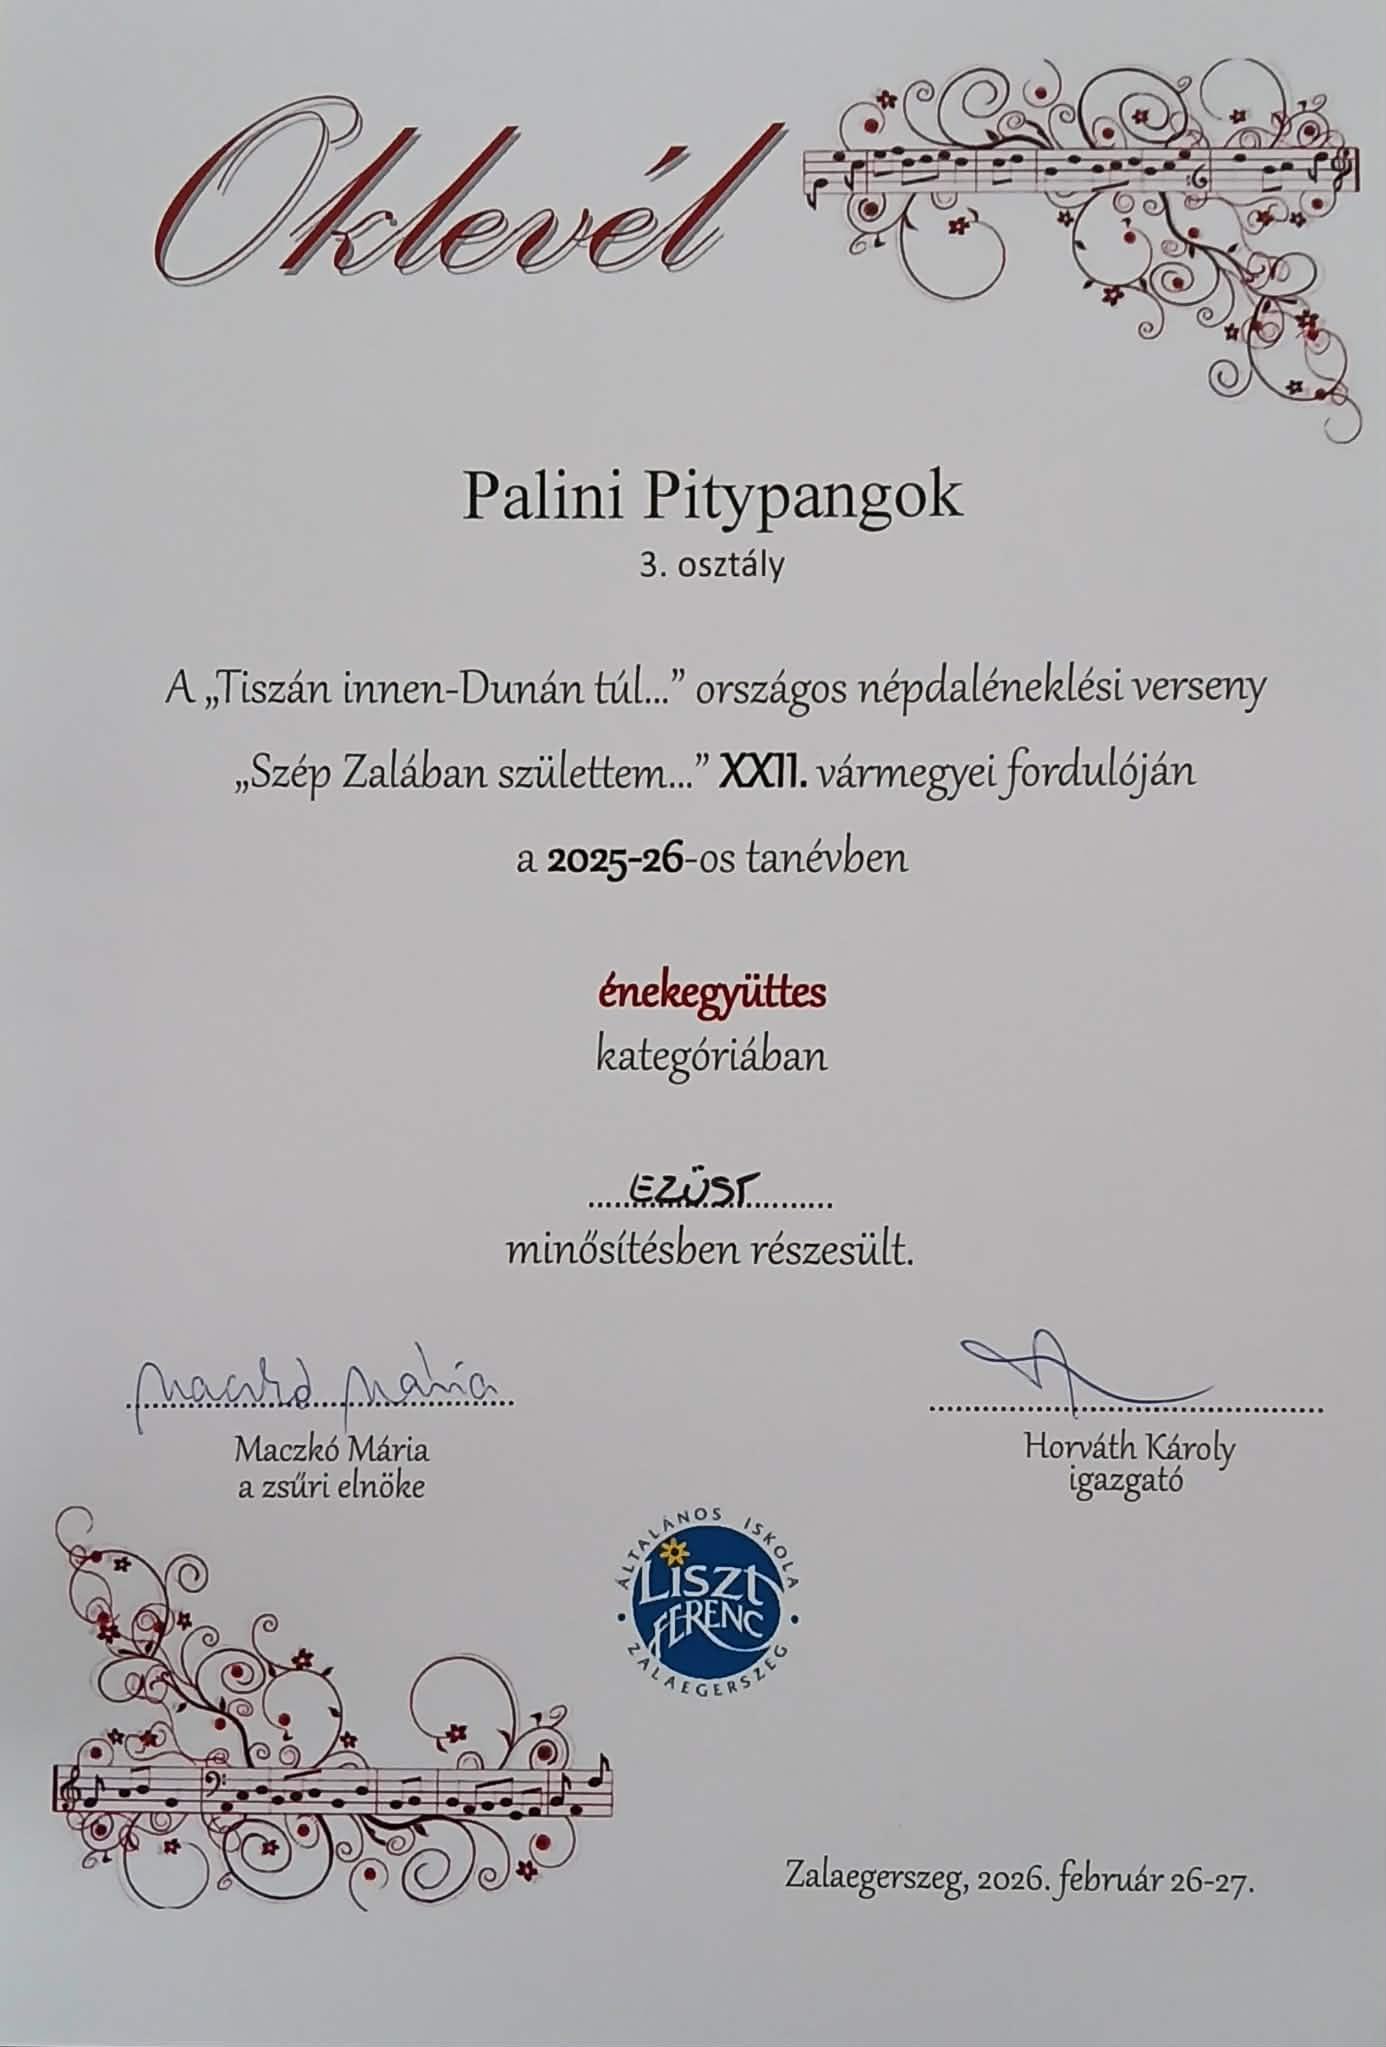 Oklevél
Palini Pitypangok
3. osztály
A „Tiszán innen-Dunán túl...” országos népdaléneklési verseny
„Szép Zalában születtem...” XXII. vármegyei fordulóján
a 2025-26-os tanévben
énekegyüttes
kategóriában
EZÜST
minősítésben részesült.
Maczkó Mária
Maczkó Mária
a zsűri elnöke
Horváth Károly
igazgató
ÁLTALÁNOS ISKOLA
LISZT
FERENC
ZALAEGERSZEG
Zalaegerszeg, 2026. február 26-27.